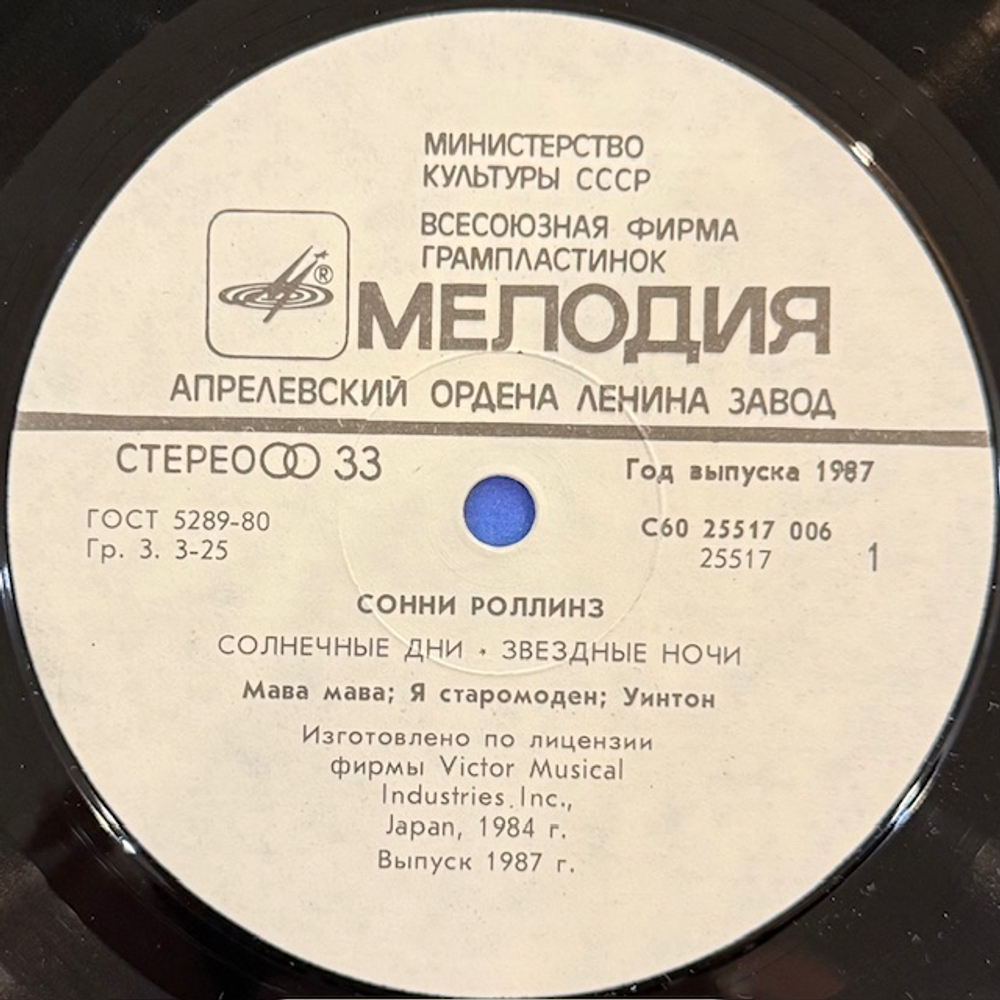 МИНИСТЕРСТВО
КУЛЬТУРЫ СССР
ВСЕСОЮЗНАЯ ФИРМА
ГРАМПЛАСТИНОК
®
МЕЛОДИЯ
АПРЕЛЕВСКИЙ ОРДЕНА ЛЕНИНА ЗАВОД
СТЕРЕО 33
Год выпуска 1987
ГОСТ 5289-80
Гр. 3. 3-25
С60 25517 006
25517
1
СОННИ РОЛЛИНЗ
СОЛНЕЧНЫЕ ДНИ • ЗВЕЗДНЫЕ НОЧИ
Мава мава; Я старомоден; Уинтон
Изготовлено по лицензии
фирмы Victor Musical
Industries.Inc.,
Japan, 1984 г.
Выпуск 1987 г.